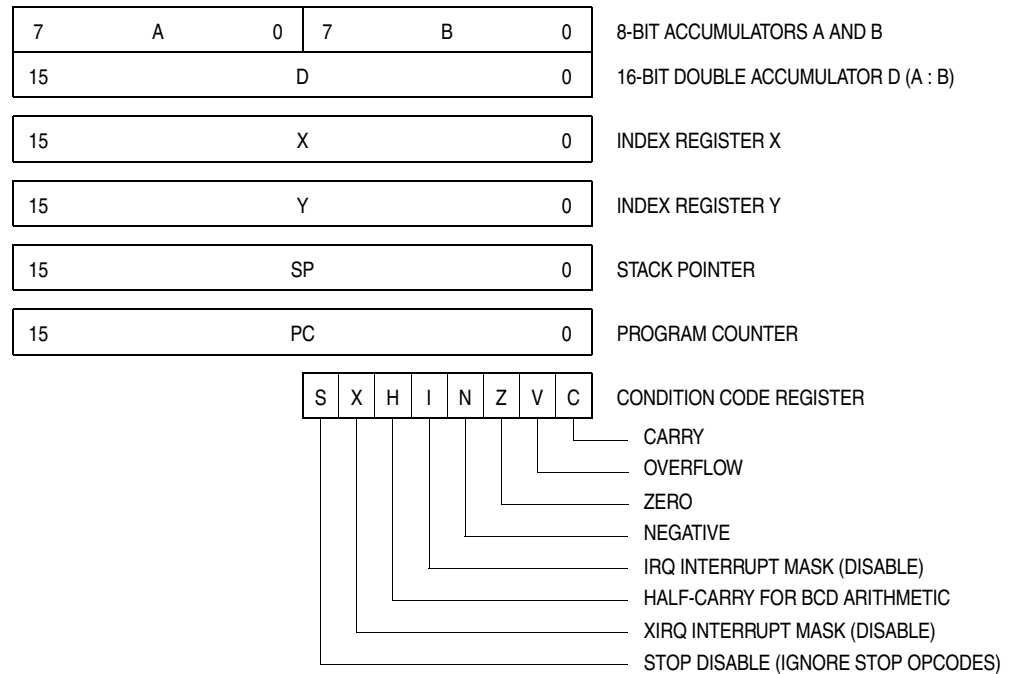 7 A 0 7 B 0 8-BIT ACCUMULATORS A AND B
15 D 0 16-BIT DOUBLE ACCUMULATOR D (A : B)
15 X 0 INDEX REGISTER X
15 Y 0 INDEX REGISTER Y
15 SP 0 STACK POINTER
15 PC 0 PROGRAM COUNTER
S X H I N Z V C CONDITION CODE REGISTER
CARRY
OVERFLOW
ZERO
NEGATIVE
IRQ INTERRUPT MASK (DISABLE)
HALF-CARRY FOR BCD ARITHMETIC
XIRQ INTERRUPT MASK (DISABLE)
STOP DISABLE (IGNORE STOP OPCODES)